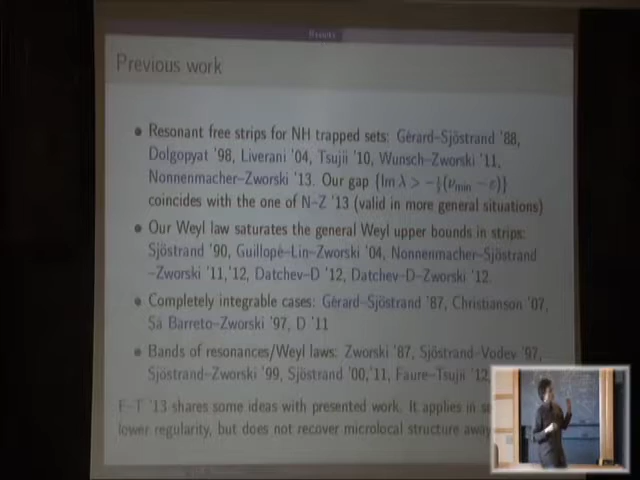 Results
Previous work
• Resonant free strips for NH trapped sets: Gérard–Sjöstrand '88,
Dolgopyat '98, Liverani '04, Tsujii '10, Wunsch–Zworski '11,
Nonnenmacher–Zworski '13. Our gap {Im λ > −½(ν_min − ε)}
coincides with the one of N–Z '13 (valid in more general situations)
• Our Weyl law saturates the general Weyl upper bounds in strips:
Sjöstrand '90, Guillopé–Lin–Zworski '04, Nonnenmacher–Sjöstrand
–Zworski '11,'12, Datchev–D '12, Datchev–D–Zworski '12.
• Completely integrable cases: Gérard–Sjöstrand '87, Christianson '07,
Sá Barreto–Zworski '97, D '11
• Bands of resonances/Weyl laws: Zworski '87, Sjöstrand–Vodev '97,
Sjöstrand–Zworski '99, Sjöstrand '00,'11, Faure–Tsujii '12,
F–T '13 shares some ideas with presented work. It applies in
lower regularity, but does not recover microlocal structure away